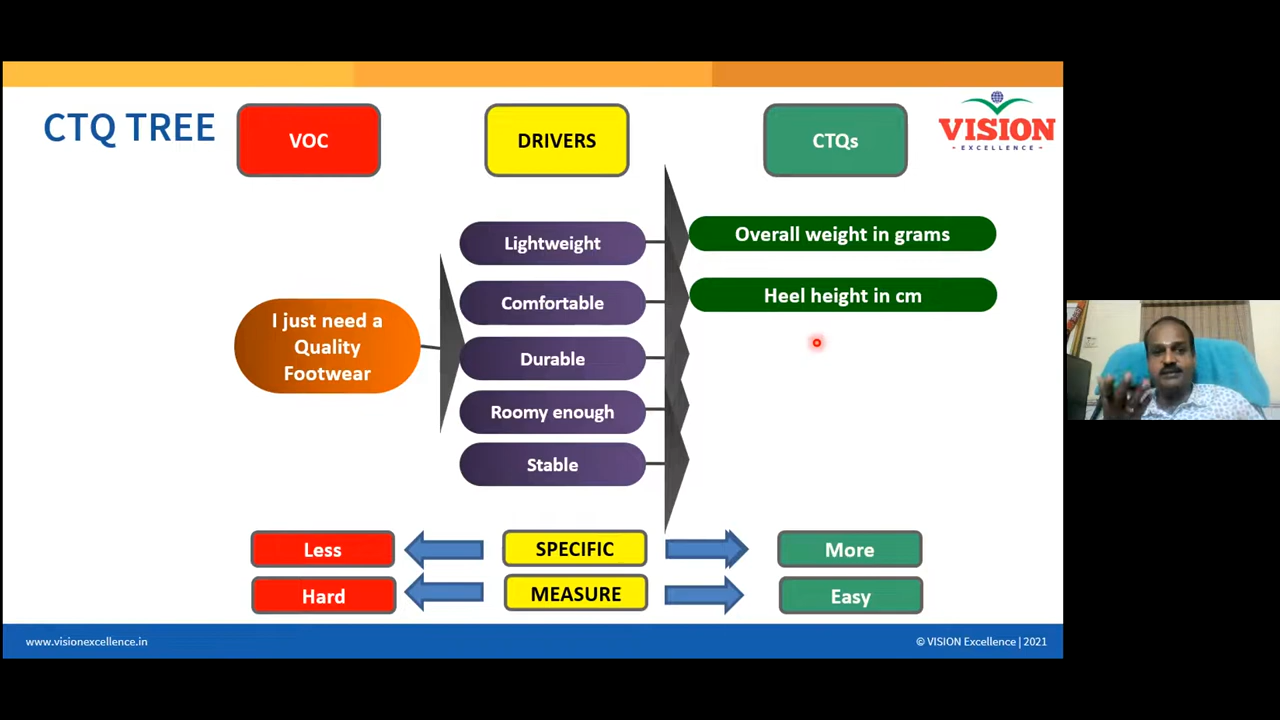 CTQ TREE
VOC
DRIVERS
CTQs
VISION
- EXCELLENCE -
I just need a
Quality
Footwear
Lightweight
Comfortable
Durable
Roomy enough
Stable
Overall weight in grams
Heel height in cm
Less
SPECIFIC
More
Hard
MEASURE
Easy
www.visionexcellence.in
© VISION Excellence | 2021